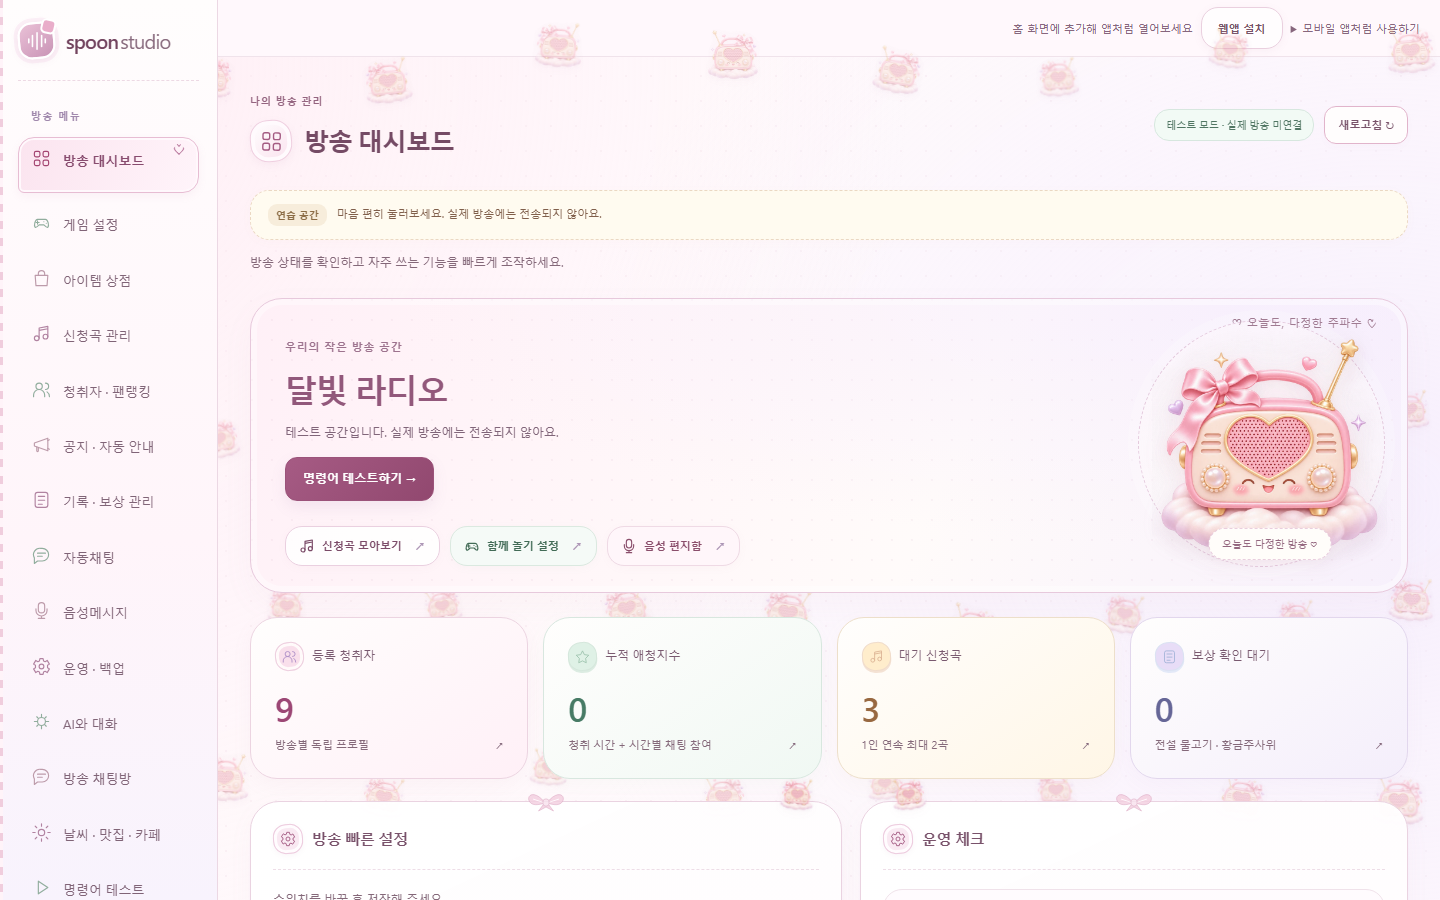 spoon studio
방송 메뉴
방송 대시보드
게임 설정
아이템 상점
신청곡 관리
청취자 · 팬랭킹
공지 · 자동 안내
기록 · 보상 관리
자동채팅
음성메시지
운영 · 백업
AI와 대화
방송 채팅방
날씨 · 맛집 · 카페
명령어 테스트
홈 화면에 추가해 앱처럼 열어보세요
웹앱 설치
▶ 모바일 앱처럼 사용하기
나의 방송 관리
방송 대시보드
테스트 모드 · 실제 방송 미연결
새로고침 ↻
연습 공간
마음 편히 눌러보세요. 실제 방송에는 전송되지 않아요.
방송 상태를 확인하고 자주 쓰는 기능을 빠르게 조작하세요.
우리의 작은 방송 공간
달빛 라디오
테스트 공간입니다. 실제 방송에는 전송되지 않아요.
명령어 테스트하기 →
신청곡 모아보기 ↗
함께 놀기 설정 ↗
음성 편지함 ↗
♡ 오늘도, 다정한 주파수 ♡
오늘도 다정한 방송 ♡
등록 청취자
9
방송별 독립 프로필 ↗
누적 애청지수
0
청취 시간 + 시간별 채팅 참여 ↗
대기 신청곡
3
1인 연속 최대 2곡 ↗
보상 확인 대기
0
전설 물고기 · 황금주사위 ↗
방송 빠른 설정
스위치를 바꾼 후 저장해 주세요.
운영 체크